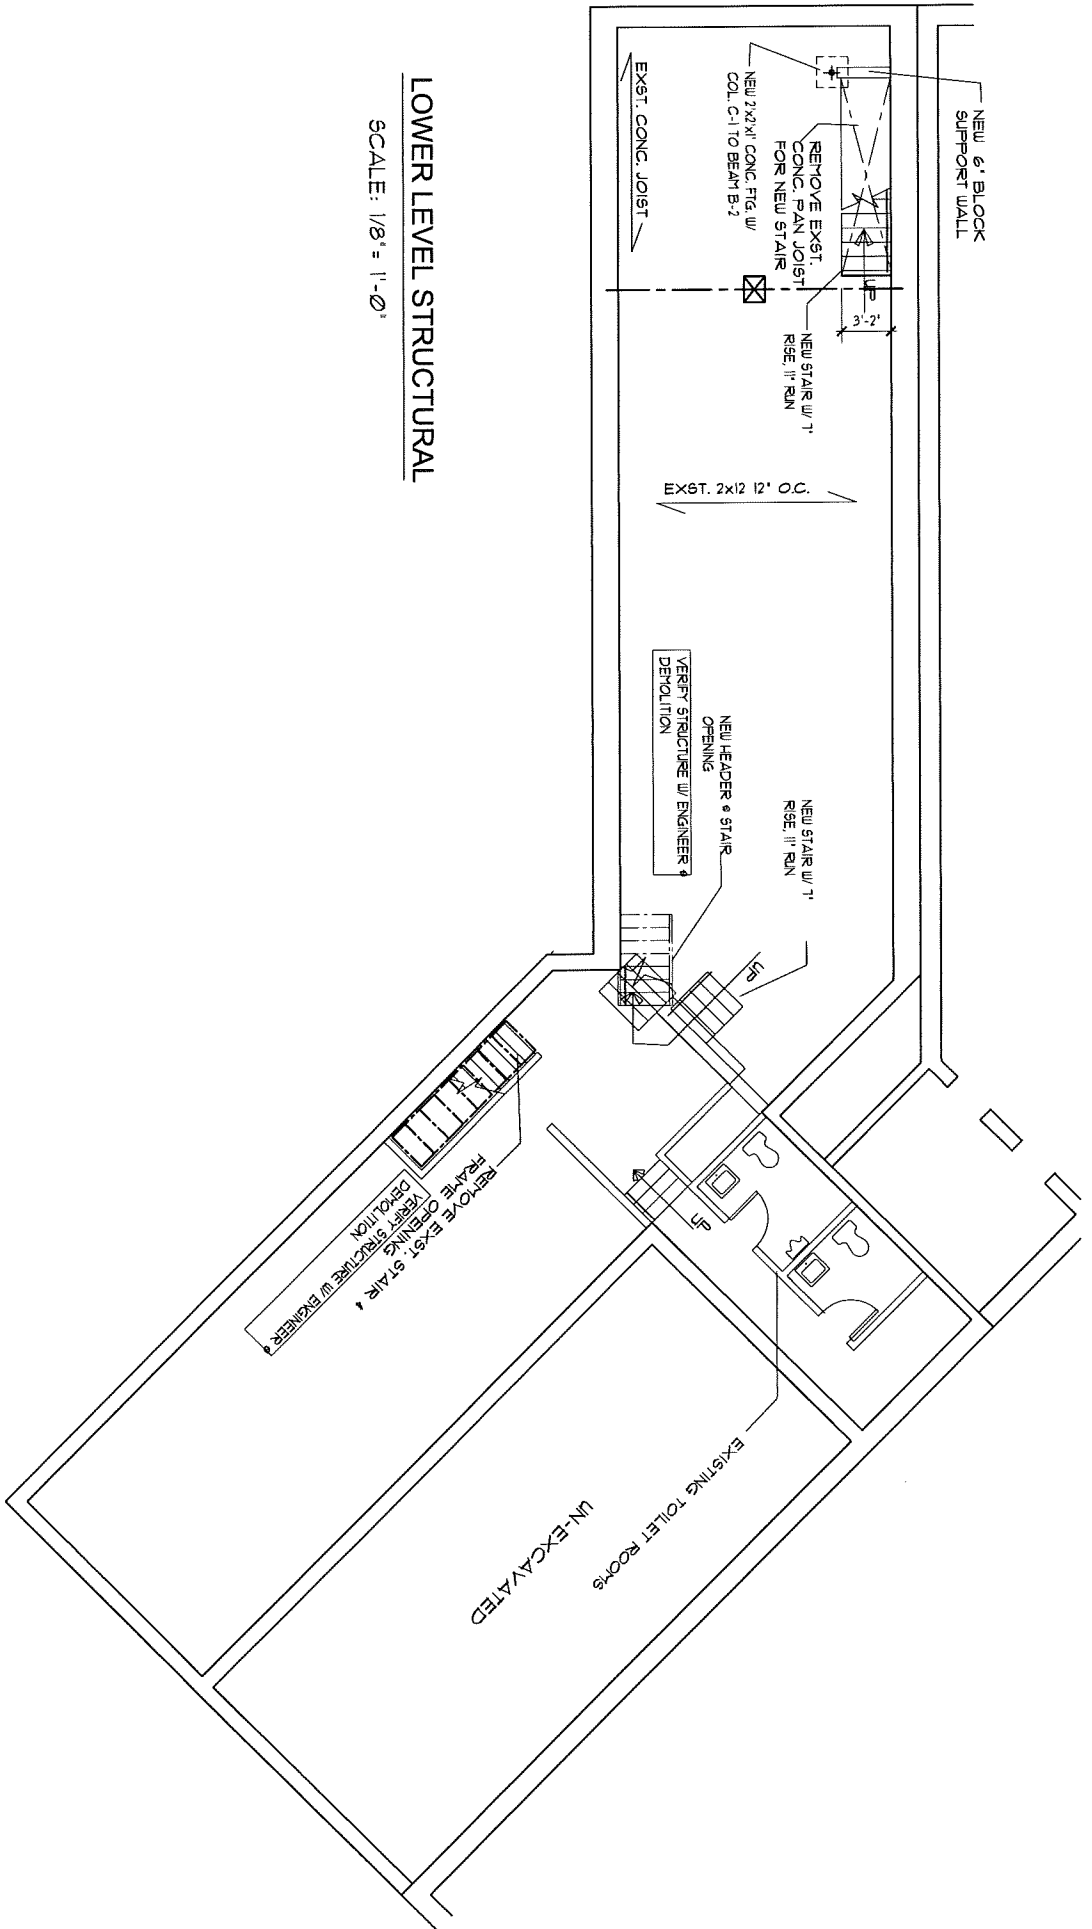 NEW 6" BLOCK
SUPPORT WALL
REMOVE EXST.
CONC. PAN JOIST
FOR NEW STAIR
NEW 2'x2'x1' CONC. FTG. W/
COL. C-1 TO BEAM B-2
EXST. CONC. JOIST
UP
3'-2"
NEW STAIR W/ 7"
RISE, 11" RUN
EXST. 2x12 12" O.C.
LOWER LEVEL STRUCTURAL
SCALE: 1/8" = 1'-0"
NEW STAIR W/ 7"
RISE, 11" RUN
NEW HEADER @ STAIR
OPENING
VERIFY STRUCTURE W/ ENGINEER @
DEMOLITION
UP
UP
REMOVE EXST. STAIR &
FRAME OPENING
VERIFY STRUCTURE W/ ENGINEER @
DEMOLITION
EXISTING TOILET ROOMS
UN-EXCAVATED